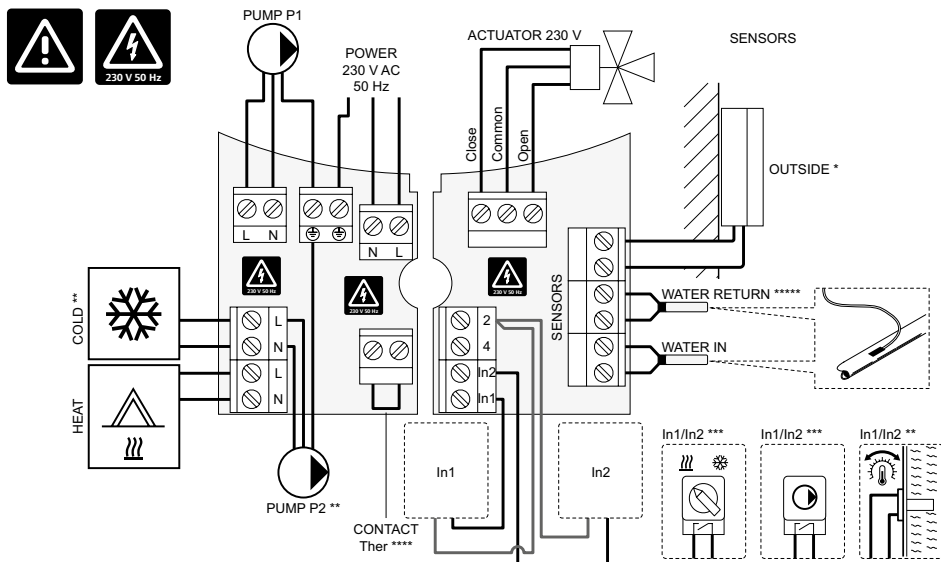 PUMP P1
POWER
230 V AC
50 Hz
ACTUATOR 230 V
SENSORS
230 V 50 Hz
Close
Common
Open
OUTSIDE *
L N
N L
230 V 50 Hz
230 V 50 Hz
230 V 50 Hz
SENSORS
WATER RETURN *****
WATER IN
COLD **
HEAT
L
N
L
N
2
4
In2
In1
PUMP P2 **
CONTACT
Ther ****
In1
In2
In1/In2 ***
In1/In2 ***
In1/In2 **